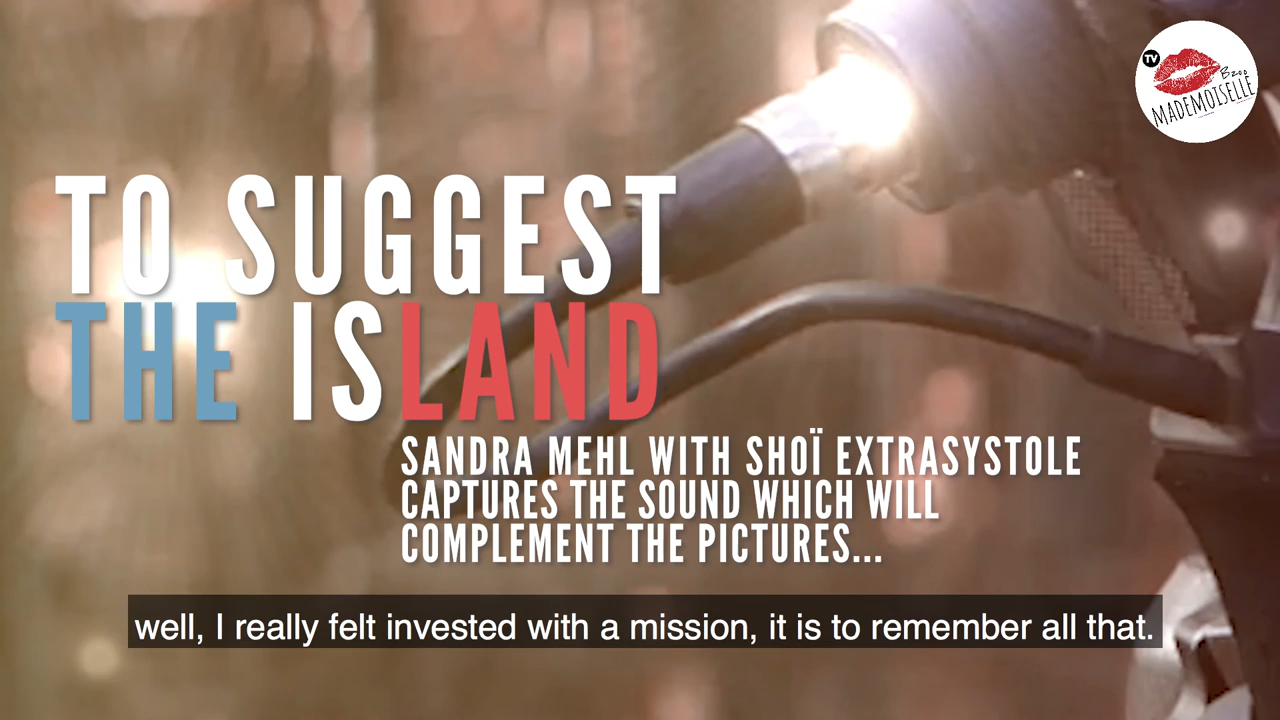 TV
Bzoo
MADEMOISELLE
TO SUGGEST
THE ISLAND
SANDRA MEHL WITH SHOÏ EXTRASYSTOLE
CAPTURES THE SOUND WHICH WILL
COMPLEMENT THE PICTURES...
well, I really felt invested with a mission, it is to remember all that.